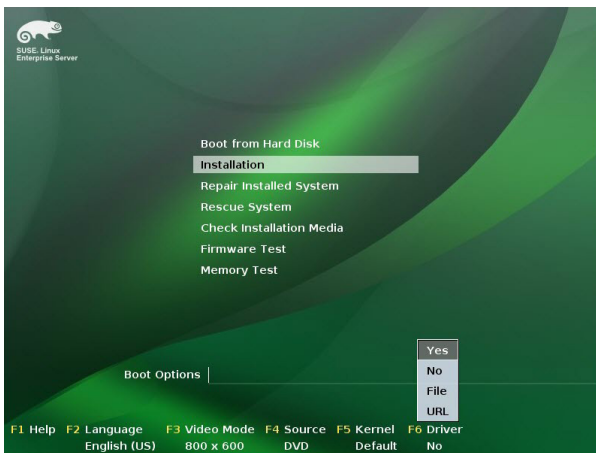 SUSE. Linux
Enterprise Server
Boot from Hard Disk
Installation
Repair Installed System
Rescue System
Check Installation Media
Firmware Test
Memory Test
Yes
No
File
URL
Boot Options
F1 Help F2 Language F3 Video Mode F4 Source F5 Kernel F6 Driver
English (US) 800 x 600 DVD Default No